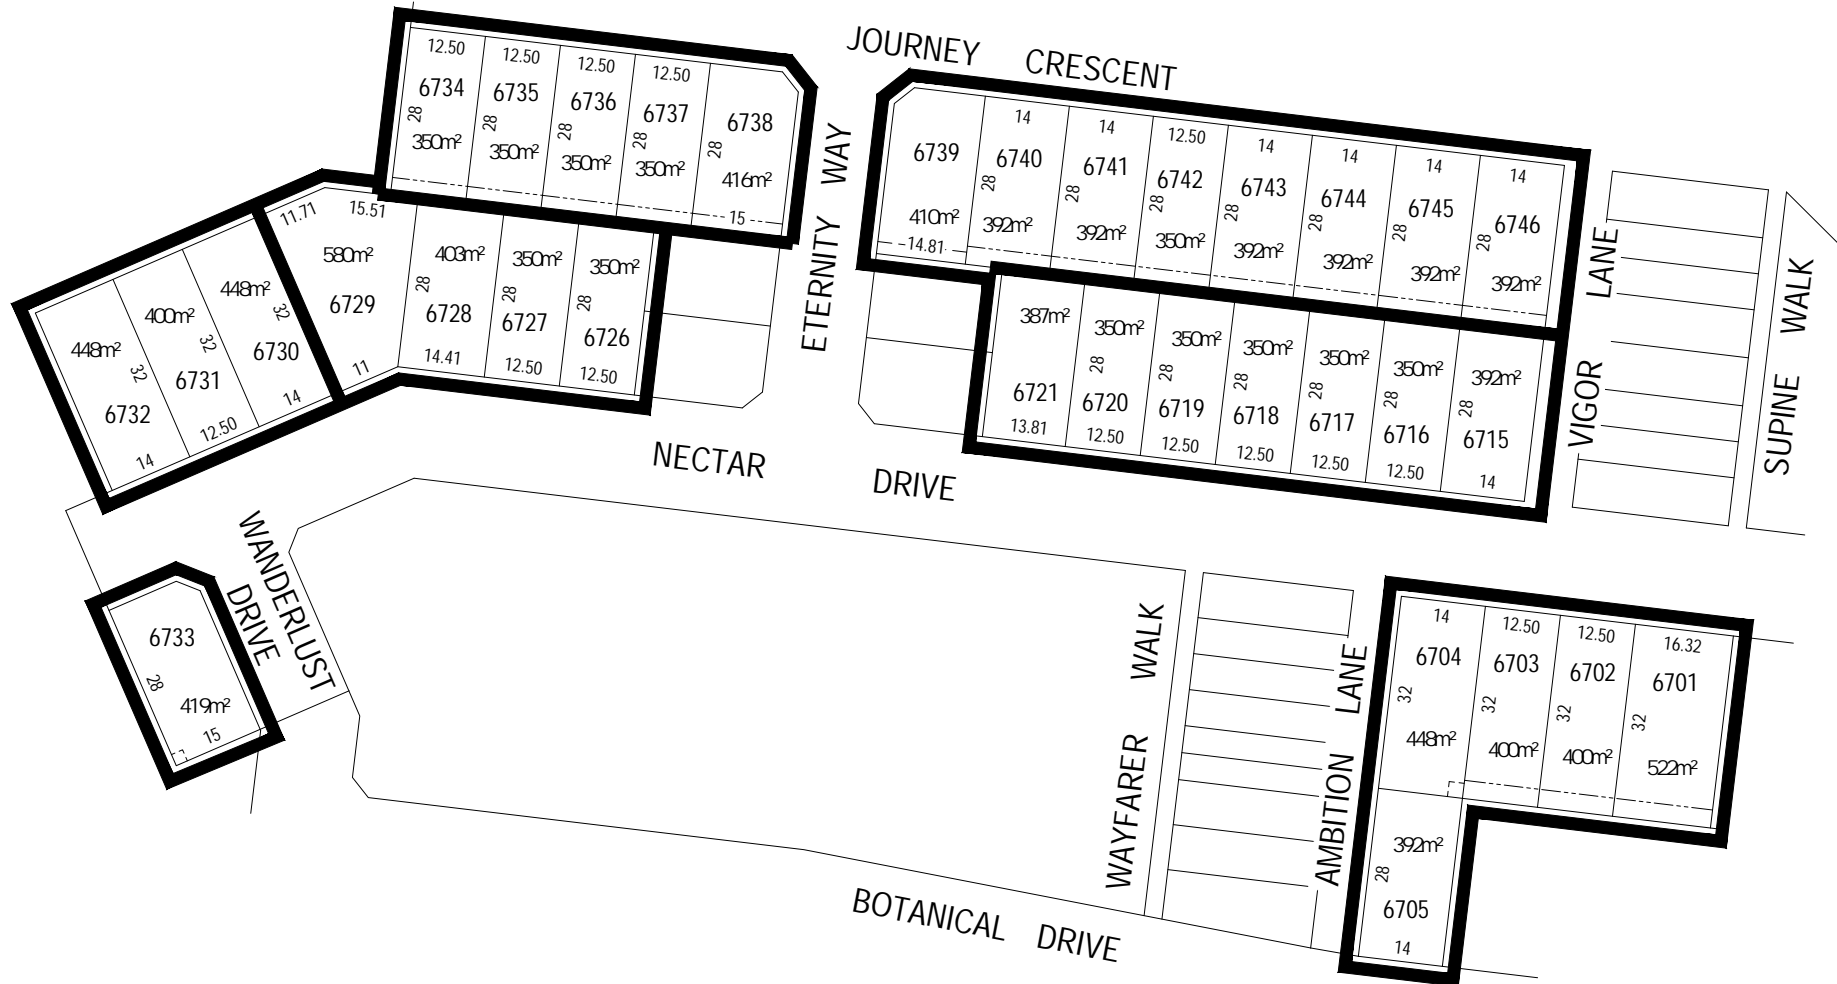 JOURNEY CRESCENT
12.50 12.50 12.50 12.50
6734 6735 6736 6737 6738
28 28 28 28 28
350m² 350m² 350m² 350m² 416m²
15
ETERNITY WAY
14 14 12.50 14 14 14 14
6739 6740 6741 6742 6743 6744 6745 6746
28 28 28 28 28 28 28
410m² 392m² 392m² 350m² 392m² 392m² 392m² 392m²
14.81
VIGOR LANE
SUPINE WALK
11.71 15.51
448m² 400m² 448m² 580m² 403m² 350m² 350m²
32 32 32 28 28 28
6732 6731 6730 6729 6728 6727 6726
14 12.50 14 11 14.41 12.50 12.50
387m² 350m² 350m² 350m² 350m² 350m² 392m²
28 28 28 28 28 28
6721 6720 6719 6718 6717 6716 6715
13.81 12.50 12.50 12.50 12.50 12.50 14
NECTAR DRIVE
WANDERLUST
DRIVE
6733
28
419m²
15
WAYFARER WALK
AMBITION LANE
14 12.50 12.50 16.32
6704 6703 6702 6701
32 32 32 32
448m² 400m² 400m² 522m²
392m²
28
6705
14
BOTANICAL DRIVE